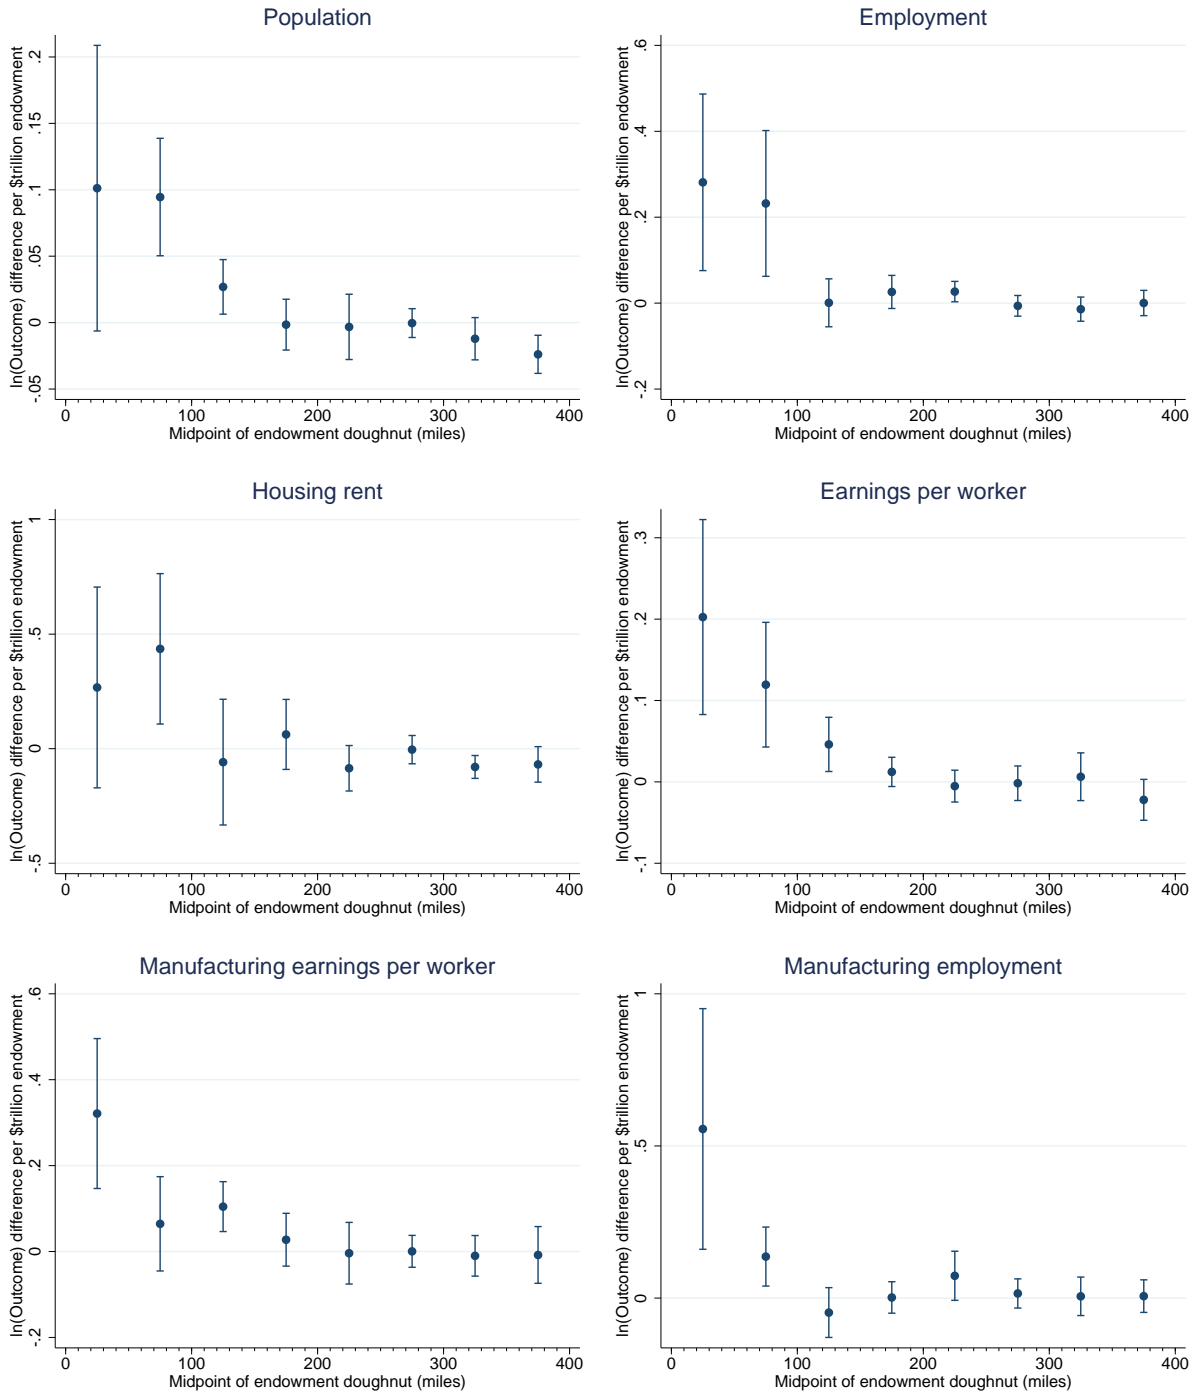 Population
ln(Outcome) difference per $trillion endowment
.2
.15
.1
.05
0
-.05
0 100 200 300 400
Midpoint of endowment doughnut (miles)
Employment
ln(Outcome) difference per $trillion endowment
.6
.4
.2
0
-.2
0 100 200 300 400
Midpoint of endowment doughnut (miles)
Housing rent
ln(Outcome) difference per $trillion endowment
1
.5
0
-.5
0 100 200 300 400
Midpoint of endowment doughnut (miles)
Earnings per worker
ln(Outcome) difference per $trillion endowment
.3
.2
.1
0
-.1
0 100 200 300 400
Midpoint of endowment doughnut (miles)
Manufacturing earnings per worker
ln(Outcome) difference per $trillion endowment
.6
.4
.2
0
-.2
0 100 200 300 400
Midpoint of endowment doughnut (miles)
Manufacturing employment
ln(Outcome) difference per $trillion endowment
1
.5
0
0 100 200 300 400
Midpoint of endowment doughnut (miles)